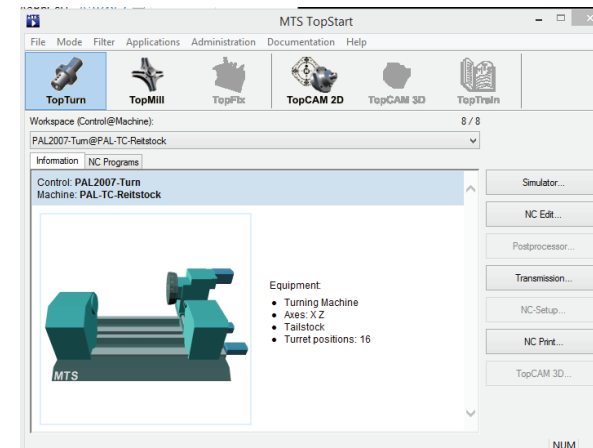 MTS TopStart
File Mode Filter Applications Administration Documentation Help
TopTurn TopMill TopFix TopCAM 2D TopCAM 3D TopTrain
Workspace (Control@Machine): 8 / 8
PAL2007-Turn@PAL-TC-Reitstock
Information NC Programs
Control: PAL2007-Turn
Machine: PAL-TC-Reitstock
Simulator...
NC Edit...
Postprocessor...
Equipment:
Transmission...
• Turning Machine
• Axes: X Z
• Tailstock
• Turret positions: 16
NC-Setup...
NC Print...
TopCAM 3D...
MTS
NUM